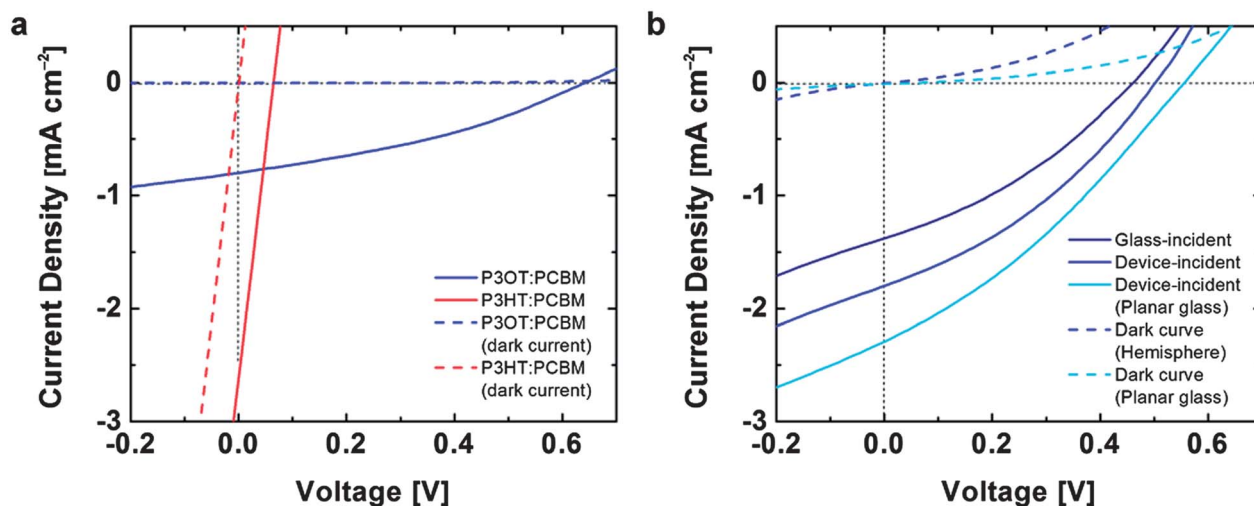 a
Current Density [mA cm⁻²]
0
-1
-2
-3
-0.2
0.0
0.2
0.4
0.6
Voltage [V]
P3OT:PCBM
P3HT:PCBM
P3OT:PCBM
(dark current)
P3HT:PCBM
(dark current)
b
Current Density [mA cm⁻²]
0
-1
-2
-3
-0.2
0.0
0.2
0.4
0.6
Voltage [V]
Glass-incident
Device-incident
Device-incident
(Planar glass)
Dark curve
(Hemisphere)
Dark curve
(Planar glass)